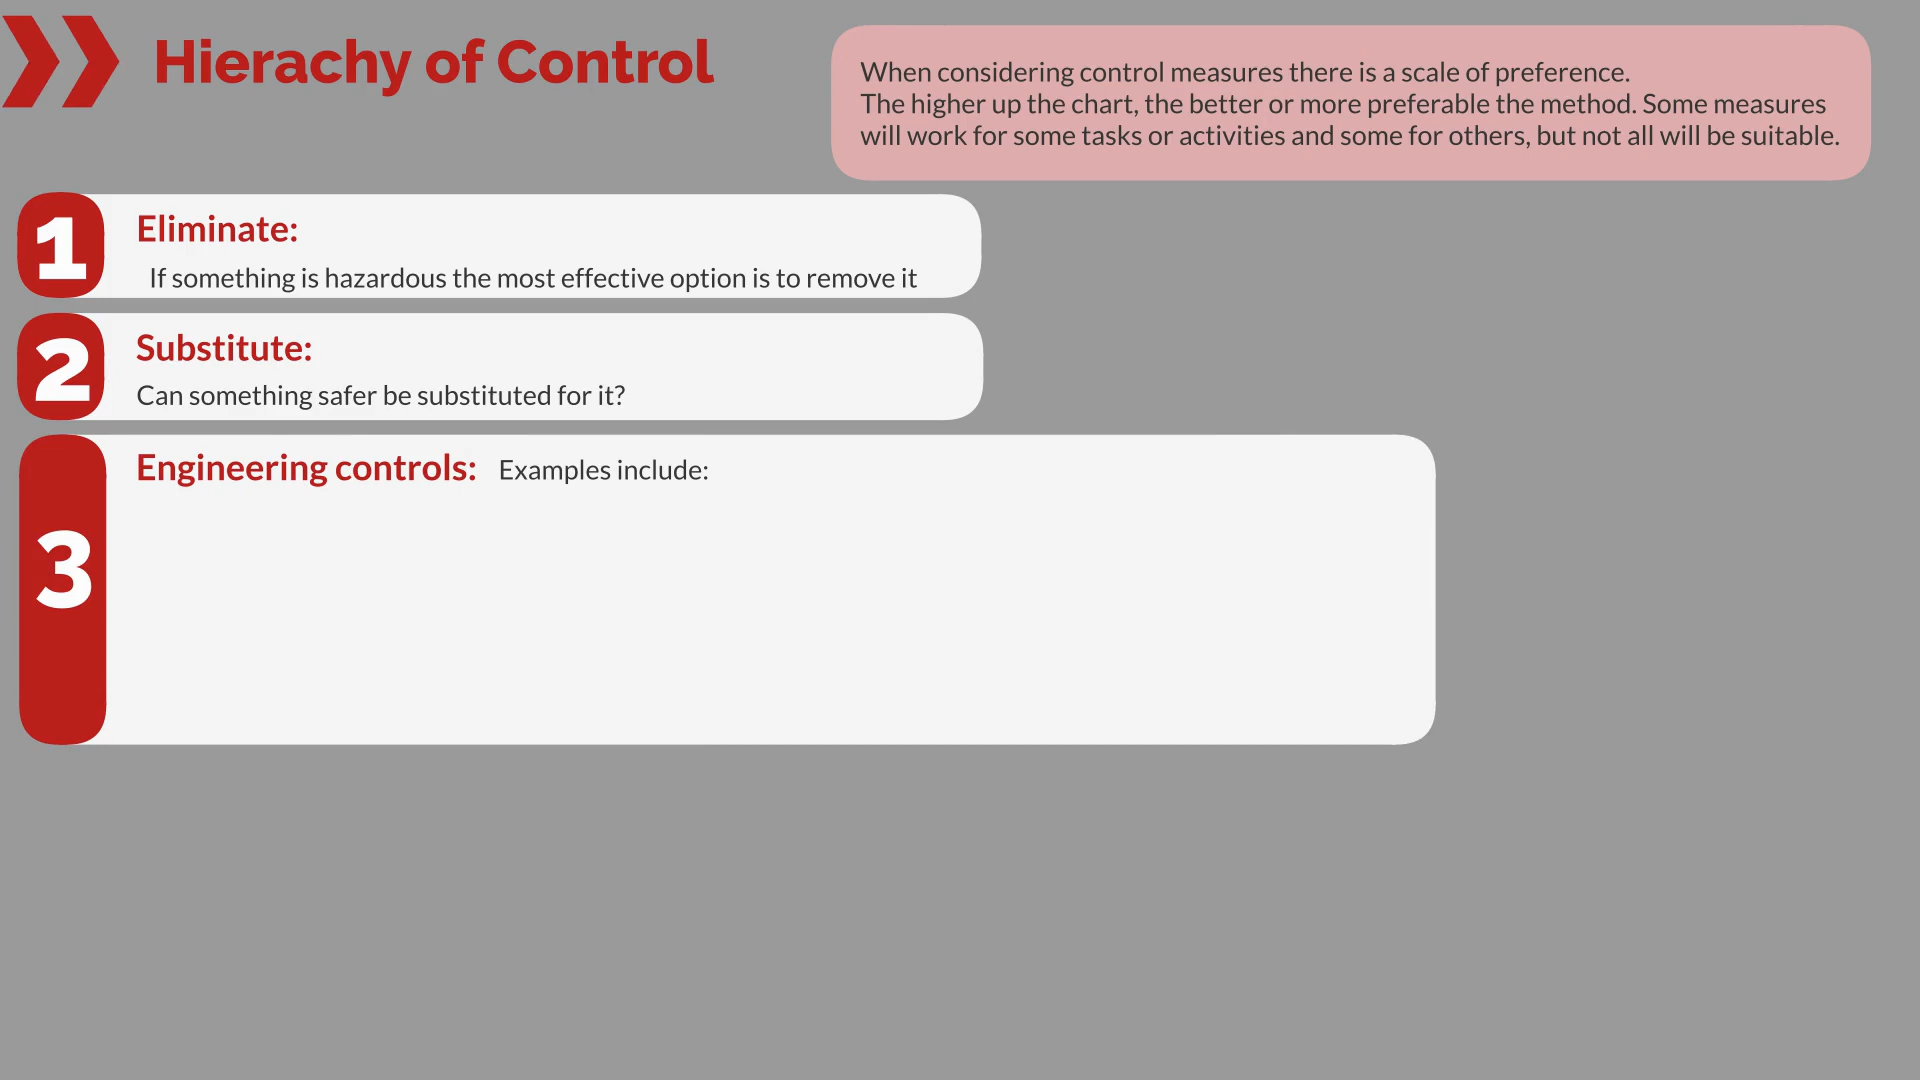 Hierachy of Control
When considering control measures there is a scale of preference.
The higher up the chart, the better or more preferable the method. Some measures
will work for some tasks or activities and some for others, but not all will be suitable.
1
Eliminate:
If something is hazardous the most effective option is to remove it
2
Substitute:
Can something safer be substituted for it?
3
Engineering controls: Examples include: